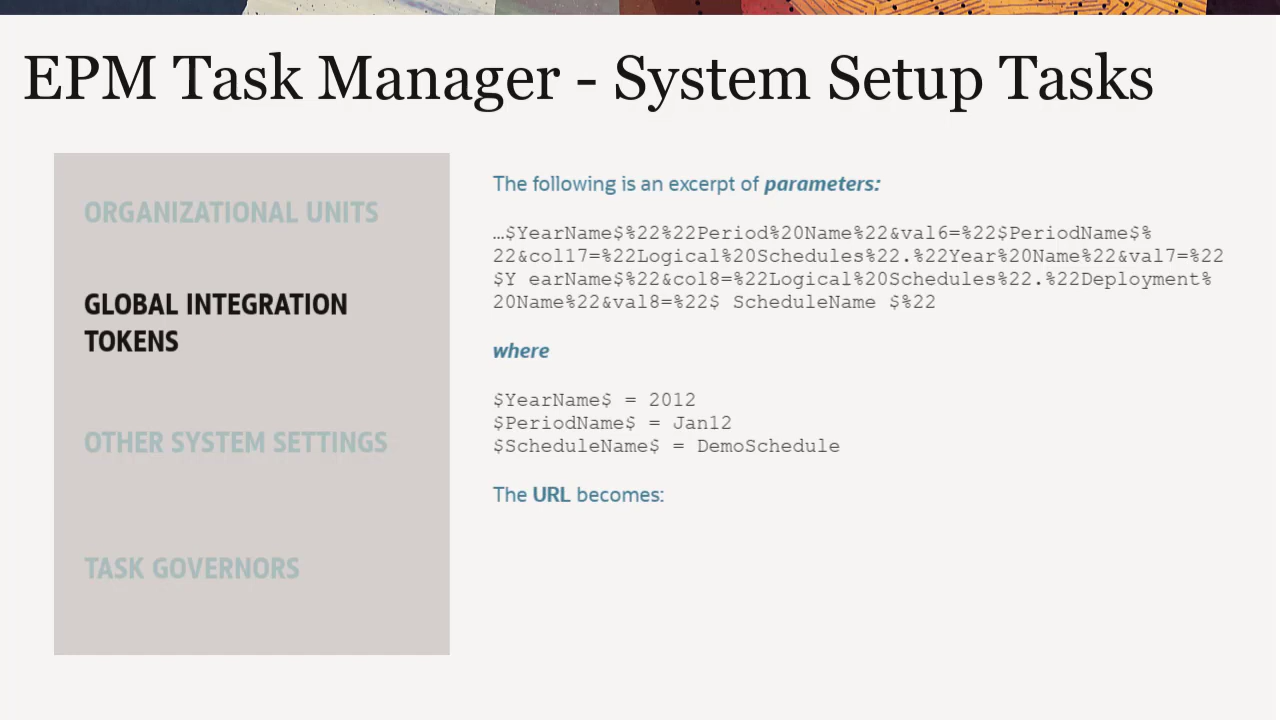 EPM Task Manager - System Setup Tasks
ORGANIZATIONAL UNITS
GLOBAL INTEGRATION
TOKENS
OTHER SYSTEM SETTINGS
TASK GOVERNORS
The following is an excerpt of parameters:
…$YearName$%22%22Period%20Name%22&val6=%22$PeriodName$%
22&col17=%22Logical%20Schedules%22.%22Year%20Name%22&val7=%22
$Y earName$%22&col8=%22Logical%20Schedules%22.%22Deployment%
20Name%22&val8=%22$ ScheduleName $%22
where
$YearName$ = 2012
$PeriodName$ = Jan12
$ScheduleName$ = DemoSchedule
The URL becomes: